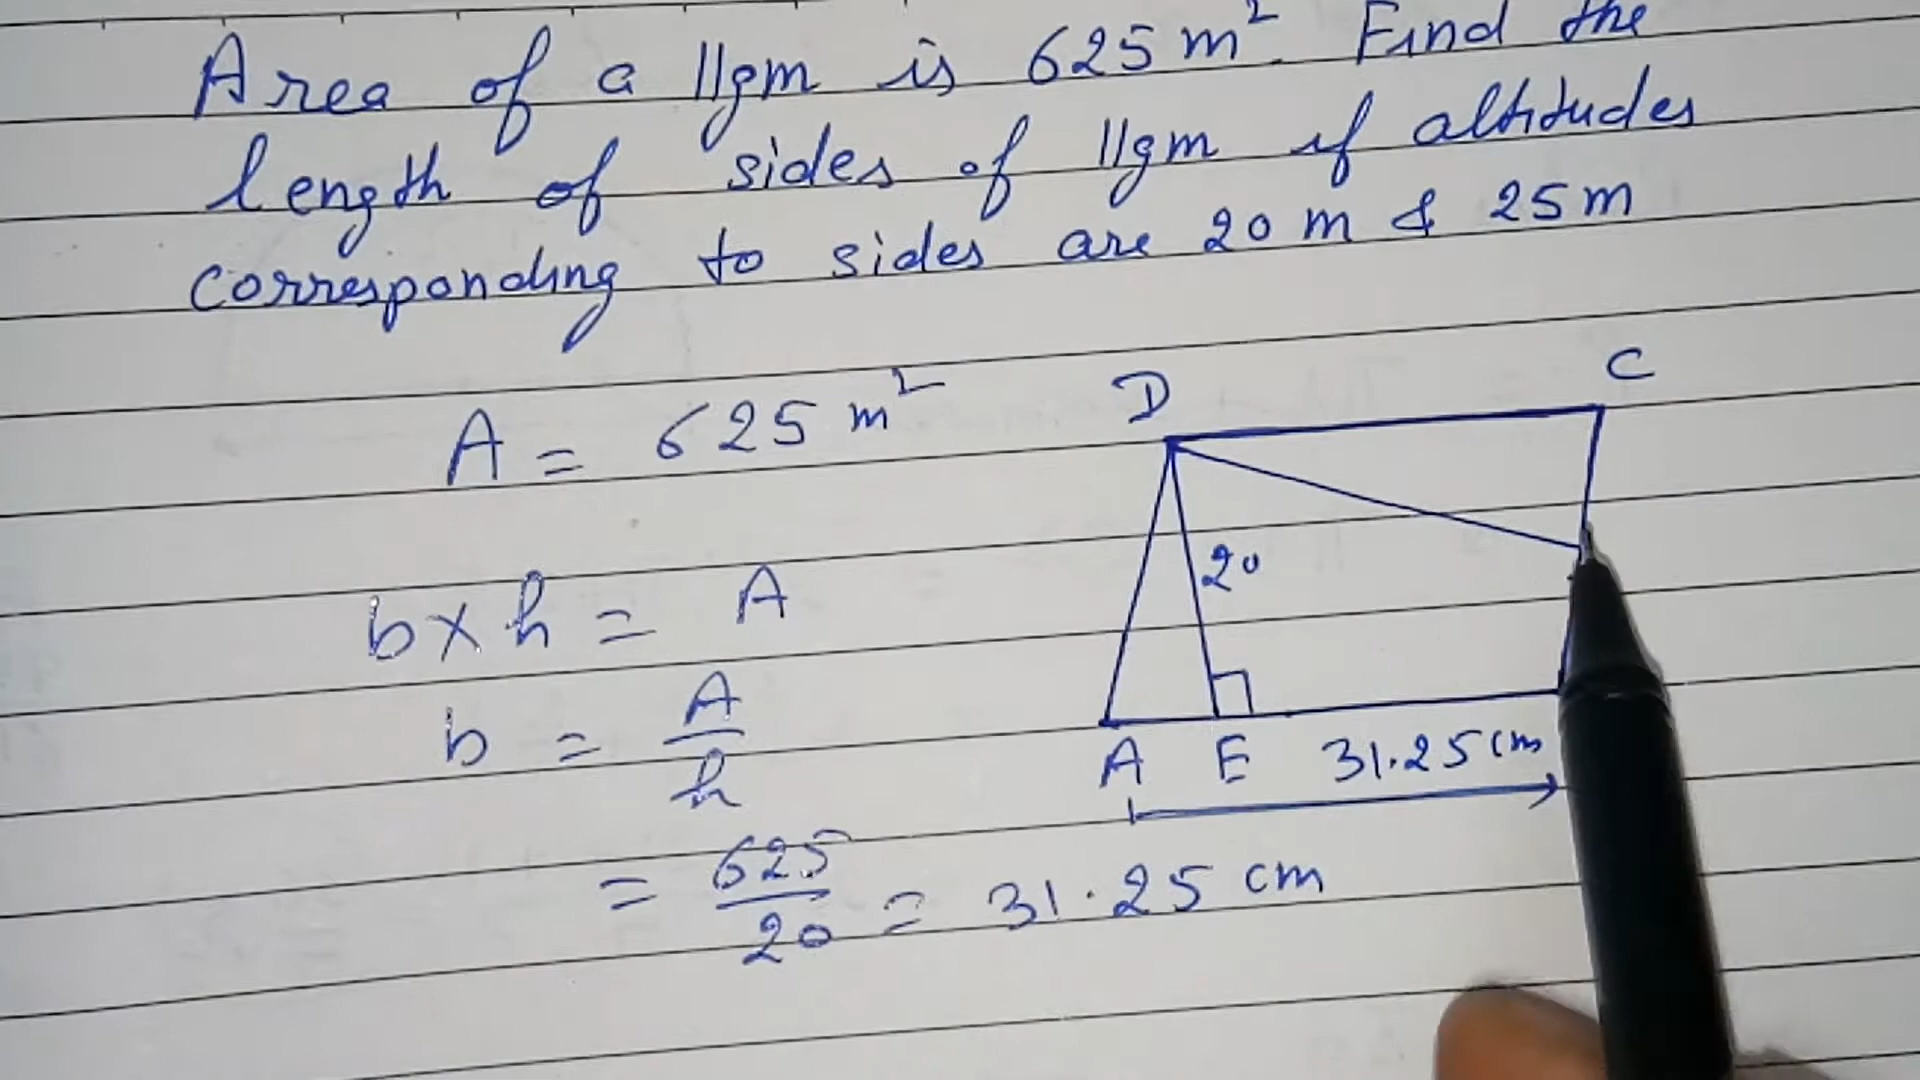 Area of a llgm is 625 m². Find the
length of sides of llgm if altitudes
corresponding to sides are 20 m & 25 m
A = 625 m²
D
C
b x h = A
20
b = A/h
A E 31.25 cm
= 625/20 = 31.25 cm